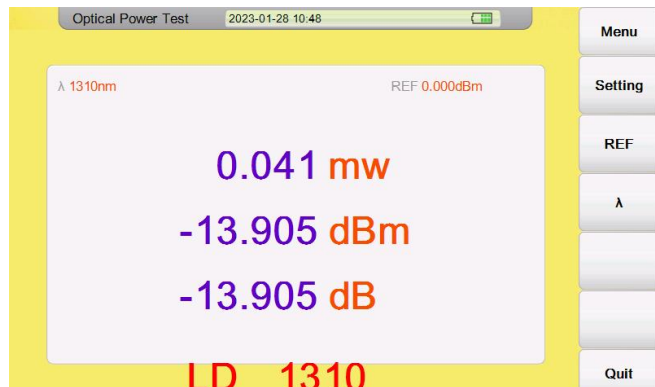 Optical Power Test 2023-01-28 10:48
Menu
λ 1310nm REF 0.000dBm
Setting
REF
0.041 mw
λ
-13.905 dBm
-13.905 dB
LD 1310
Quit